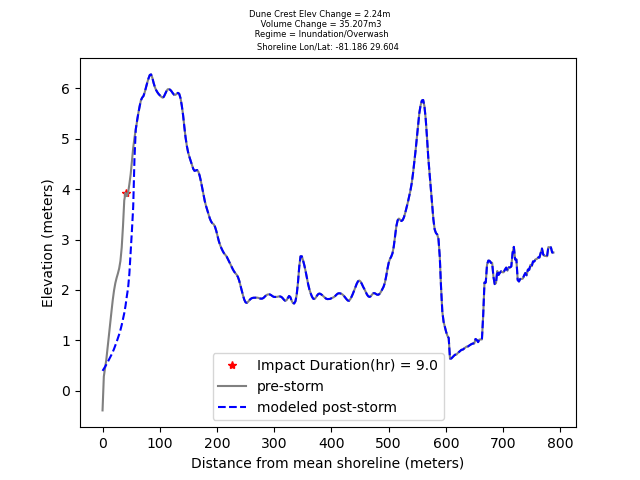 Dune Crest Elev Change = 2.24m
Volume Change = 35.207m3
Regime = Inundation/Overwash
Shoreline Lon/Lat: -81.186 29.604
6
5
4
3
2
1
0
Elevation (meters)
Impact Duration(hr) = 9.0
pre-storm
modeled post-storm
0 100 200 300 400 500 600 700 800
Distance from mean shoreline (meters)